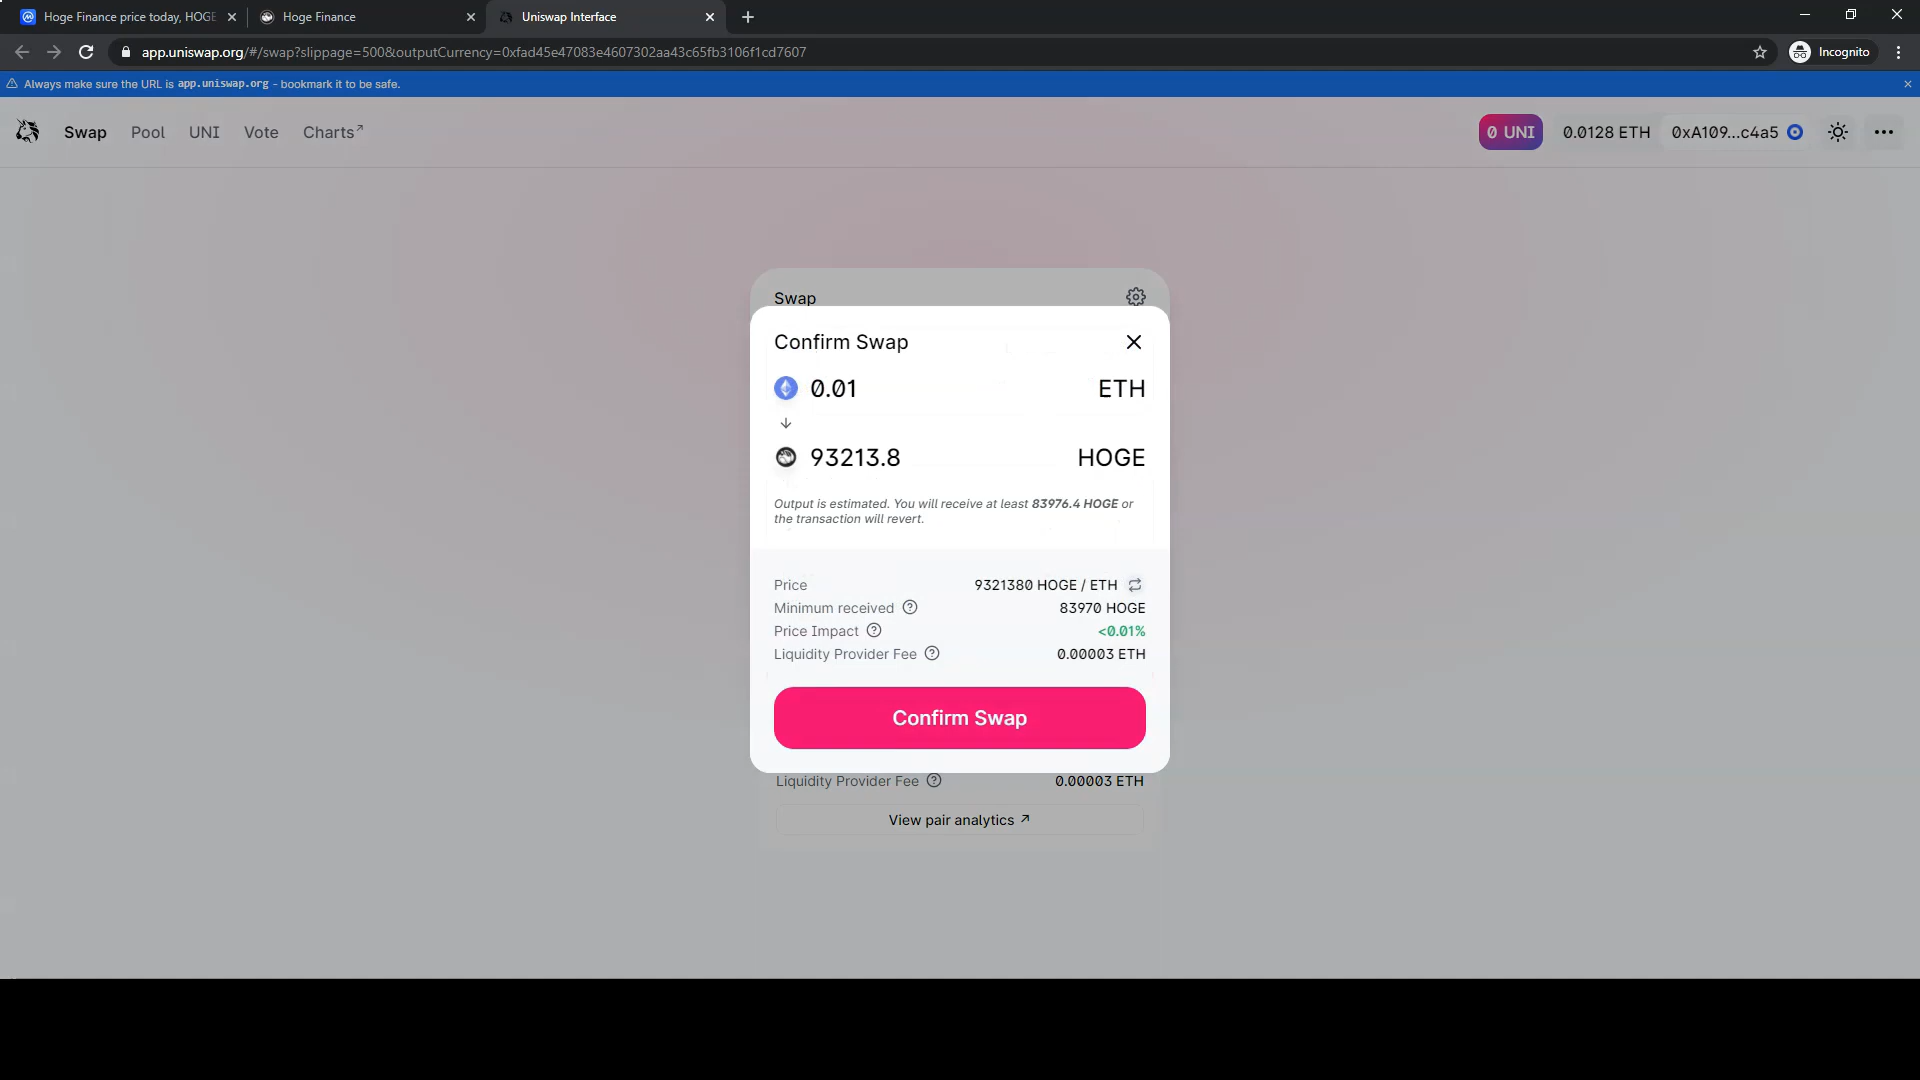 Hoge Finance price today, HOGE
Hoge Finance
Uniswap Interface
app.uniswap.org/#/swap?slippage=500&outputCurrency=0xfad45e47083e4607302aa43c65fb3106f1cd7607
Incognito
Always make sure the URL is app.uniswap.org - bookmark it to be safe.
Swap Pool UNI Vote Charts↗
0 UNI 0.0128 ETH 0xA109...c4a5
Swap
Confirm Swap
0.01 ETH
93213.8 HOGE
Output is estimated. You will receive at least 83976.4 HOGE or
the transaction will revert.
Price 9321380 HOGE / ETH
Minimum received 83970 HOGE
Price Impact <0.01%
Liquidity Provider Fee 0.00003 ETH
Confirm Swap
Liquidity Provider Fee 0.00003 ETH
View pair analytics ↗